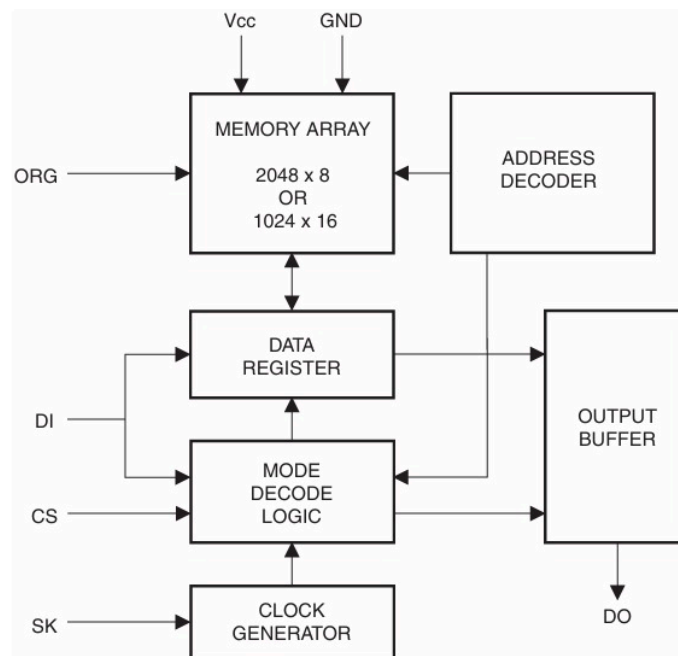 Vcc
GND
MEMORY ARRAY
2048 x 8
OR
1024 x 16
ADDRESS
DECODER
ORG
DATA
REGISTER
OUTPUT
BUFFER
DI
MODE
DECODE
LOGIC
CS
CLOCK
GENERATOR
SK
DO